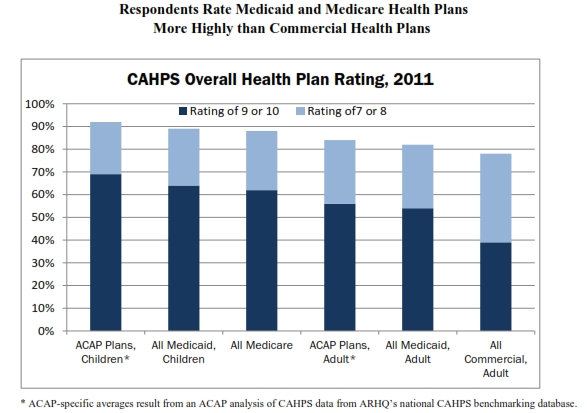 Respondents Rate Medicaid and Medicare Health Plans
More Highly than Commercial Health Plans
CAHPS Overall Health Plan Rating, 2011
Rating of 9 or 10 Rating of7 or 8
100%
90%
80%
70%
60%
50%
40%
30%
20%
10%
0%
ACAP Plans,
Children*
All Medicaid,
Children
All Medicare
ACAP Plans,
Adult*
All Medicaid,
Adult
All
Commercial,
Adult
* ACAP-specific averages result from an ACAP analysis of CAHPS data from ARHQ's national CAHPS benchmarking database.